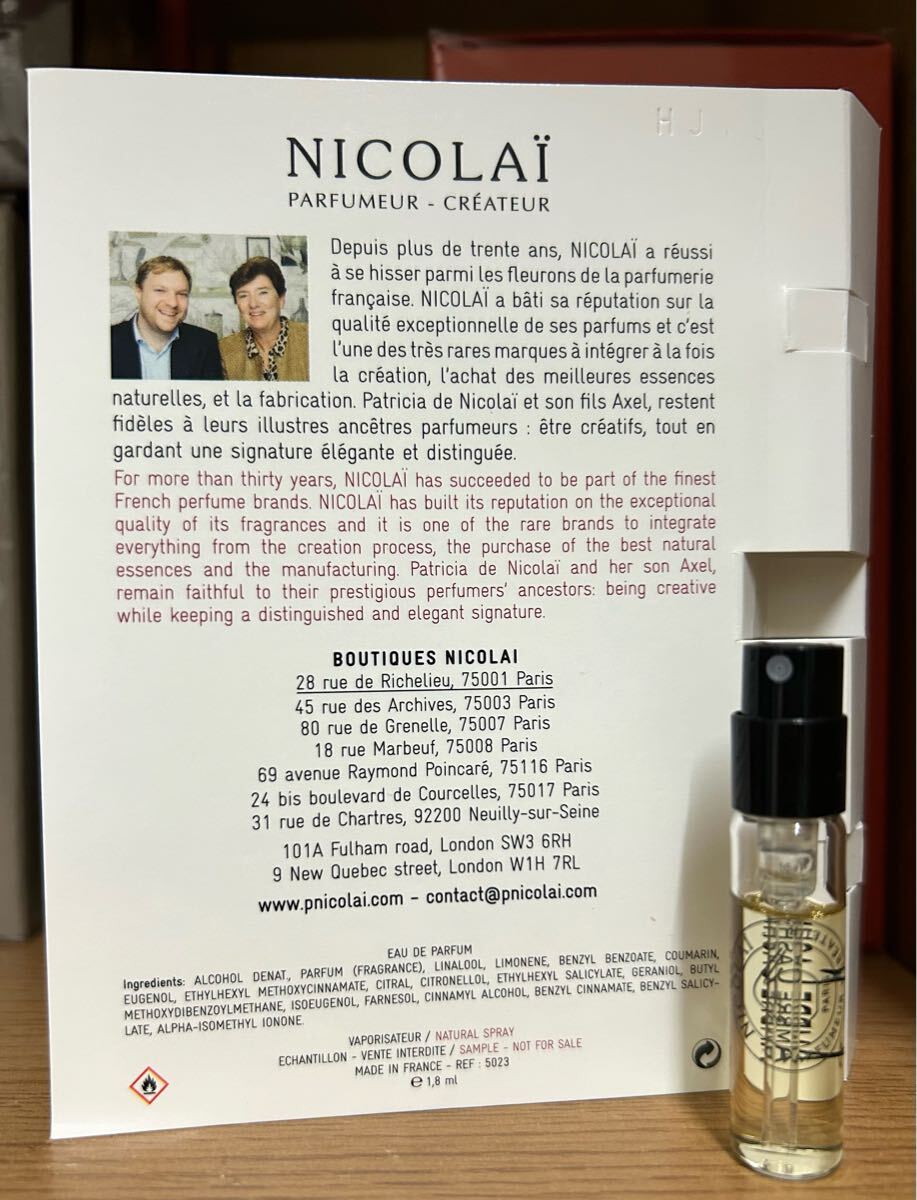 H J
NICOLAÏ
PARFUMEUR - CRÉATEUR
Depuis plus de trente ans, NICOLAÏ a réussi
à se hisser parmi les fleurons de la parfumerie
française. NICOLAÏ a bâti sa réputation sur la
qualité exceptionnelle de ses parfums et c'est
l'une des très rares marques à intégrer à la fois
la création, l'achat des meilleures essences
naturelles, et la fabrication. Patricia de Nicolaï et son fils Axel, restent
fidèles à leurs illustres ancêtres parfumeurs : être créatifs, tout en
gardant une signature élégante et distinguée.
For more than thirty years, NICOLAÏ has succeeded to be part of the finest
French perfume brands. NICOLAÏ has built its reputation on the exceptional
quality of its fragrances and it is one of the rare brands to integrate
everything from the creation process, the purchase of the best natural
essences and the manufacturing. Patricia de Nicolaï and her son Axel,
remain faithful to their prestigious perfumers' ancestors: being creative
while keeping a distinguished and elegant signature.
BOUTIQUES NICOLAI
28 rue de Richelieu, 75001 Paris
45 rue des Archives, 75003 Paris
80 rue de Grenelle, 75007 Paris
18 rue Marbeuf, 75008 Paris
69 avenue Raymond Poincaré, 75116 Paris
24 bis boulevard de Courcelles, 75017 Paris
31 rue de Chartres, 92200 Neuilly-sur-Seine
101A Fulham road, London SW3 6RH
9 New Quebec street, London W1H 7RL
www.pnicolai.com - contact@pnicolai.com
EAU DE PARFUM
Ingredients: ALCOHOL DENAT., PARFUM (FRAGRANCE), LINALOOL, LIMONENE, BENZYL BENZOATE, COUMARIN,
EUGENOL, ETHYLHEXYL METHOXYCINNAMATE, CITRAL, CITRONELLOL, ETHYLHEXYL SALICYLATE, GERANIOL, BUTYL
METHOXYDIBENZOYLMETHANE, ISOEUGENOL, FARNESOL, CINNAMYL ALCOHOL, BENZYL CINNAMATE, BENZYL SALICY-
LATE, ALPHA-ISOMETHYL IONONE.
VAPORISATEUR / NATURAL SPRAY
ECHANTILLON - VENTE INTERDITE / SAMPLE - NOT FOR SALE
MADE IN FRANCE - REF : 5023
℮ 1,8 ml